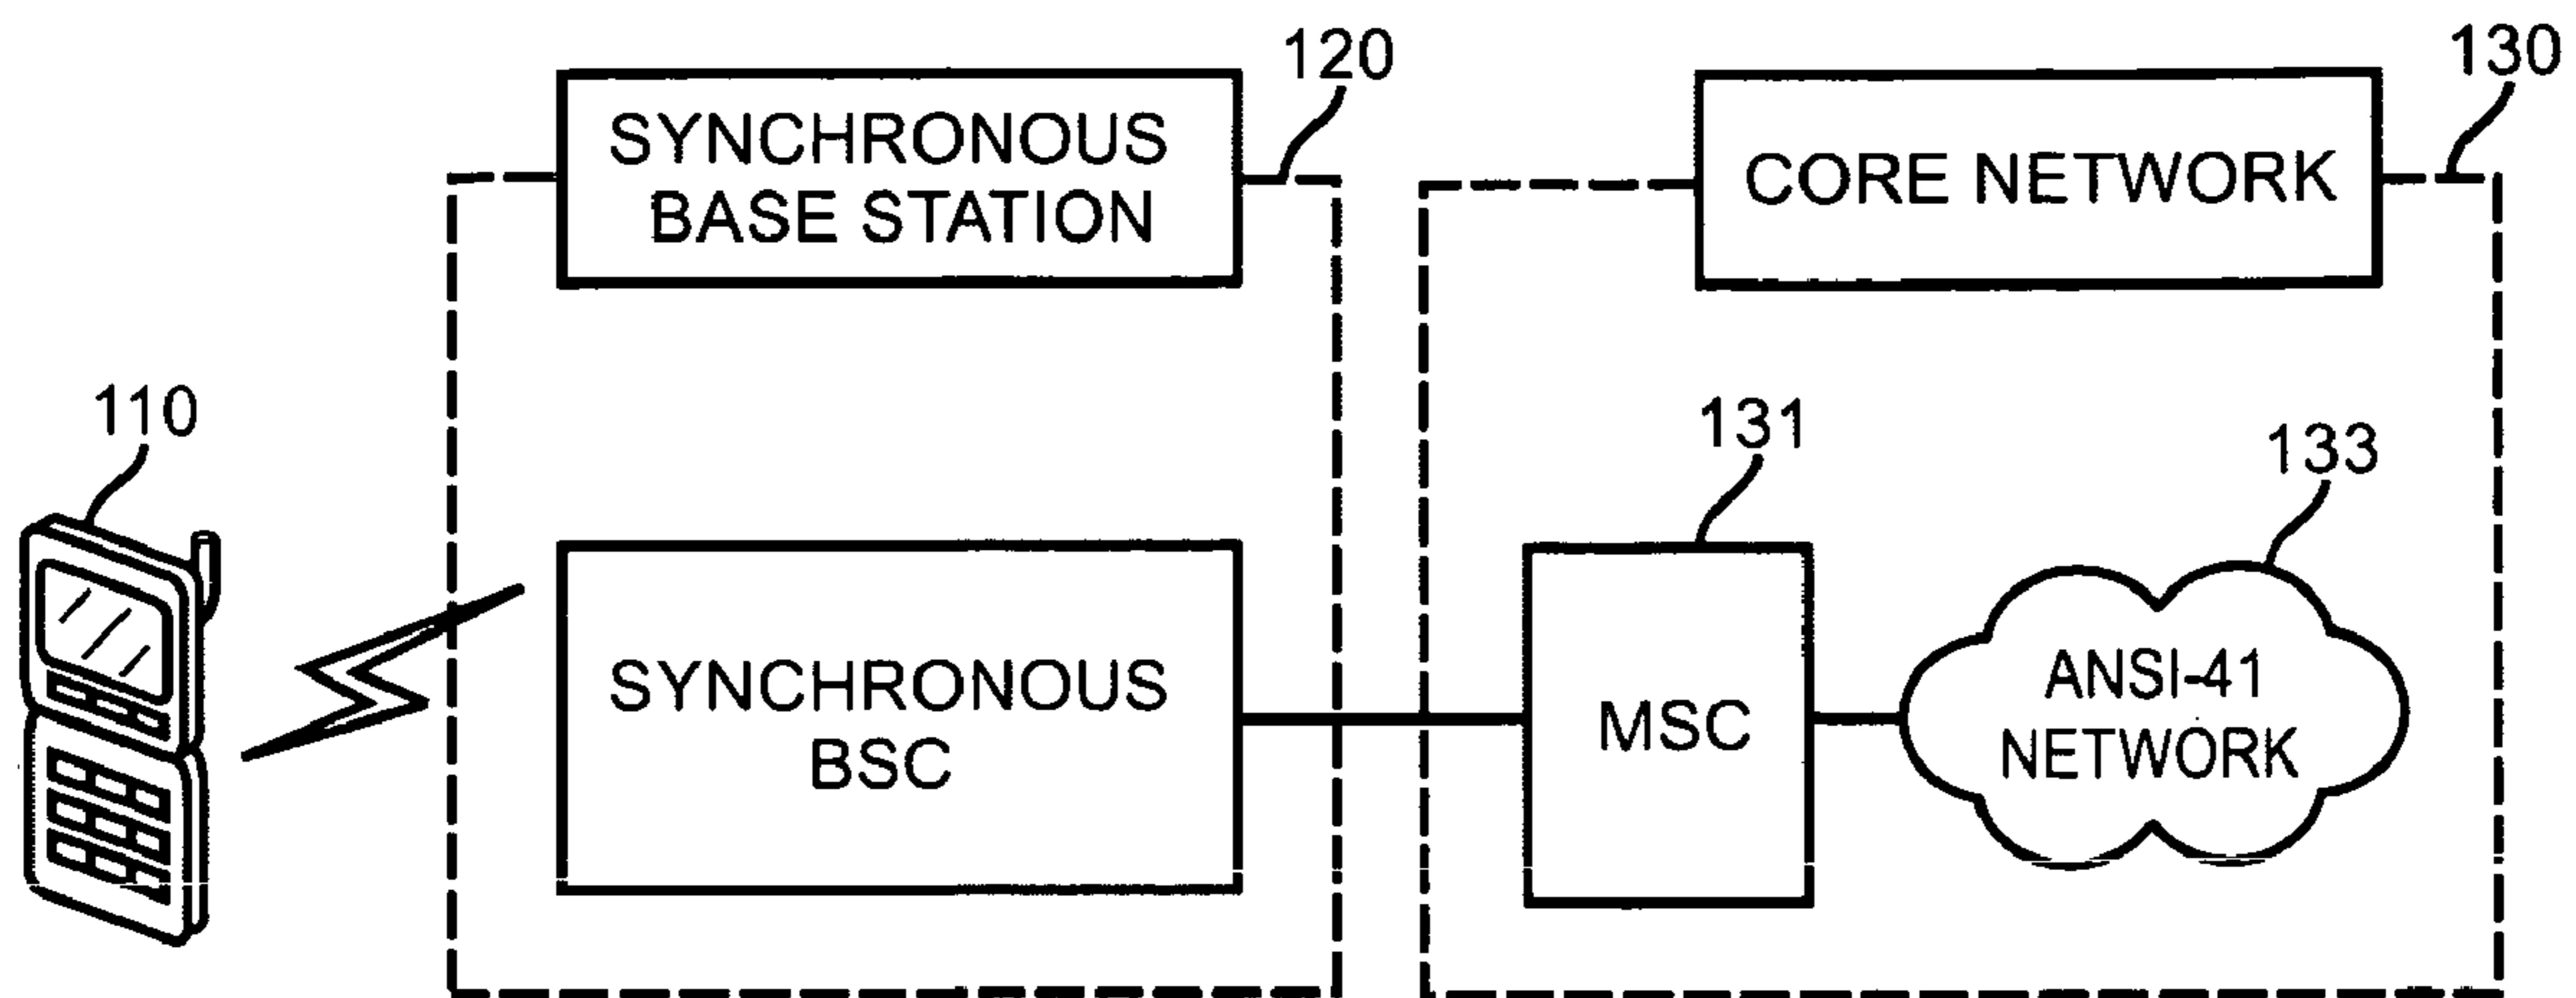 120
130
SYNCHRONOUS
BASE STATION
CORE NETWORK
110
131
133
SYNCHRONOUS
BSC
MSC
ANSI-41
NETWORK